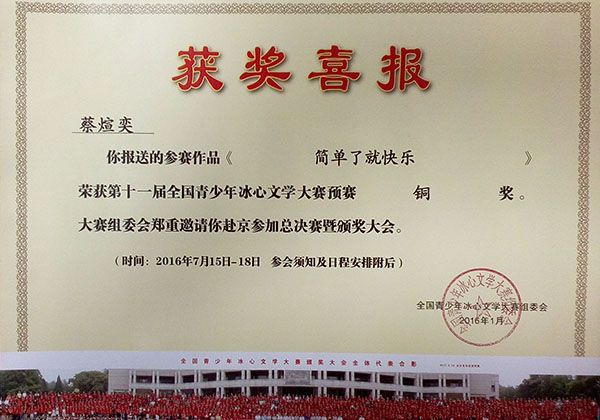 获奖喜报
蔡煊奕
你报送的参赛作品《 简单了就快乐 》
荣获第十一届全国青少年冰心文学大赛预赛 铜 奖。
大赛组委会郑重邀请你赴京参加总决赛暨颁奖大会。
（时间：2016年7月15日-18日 参会须知及日程安排附后）
全国青少年冰心文学大赛组委会
2016年1月
全国青少年冰心文学大赛颁奖大会全体代表合影